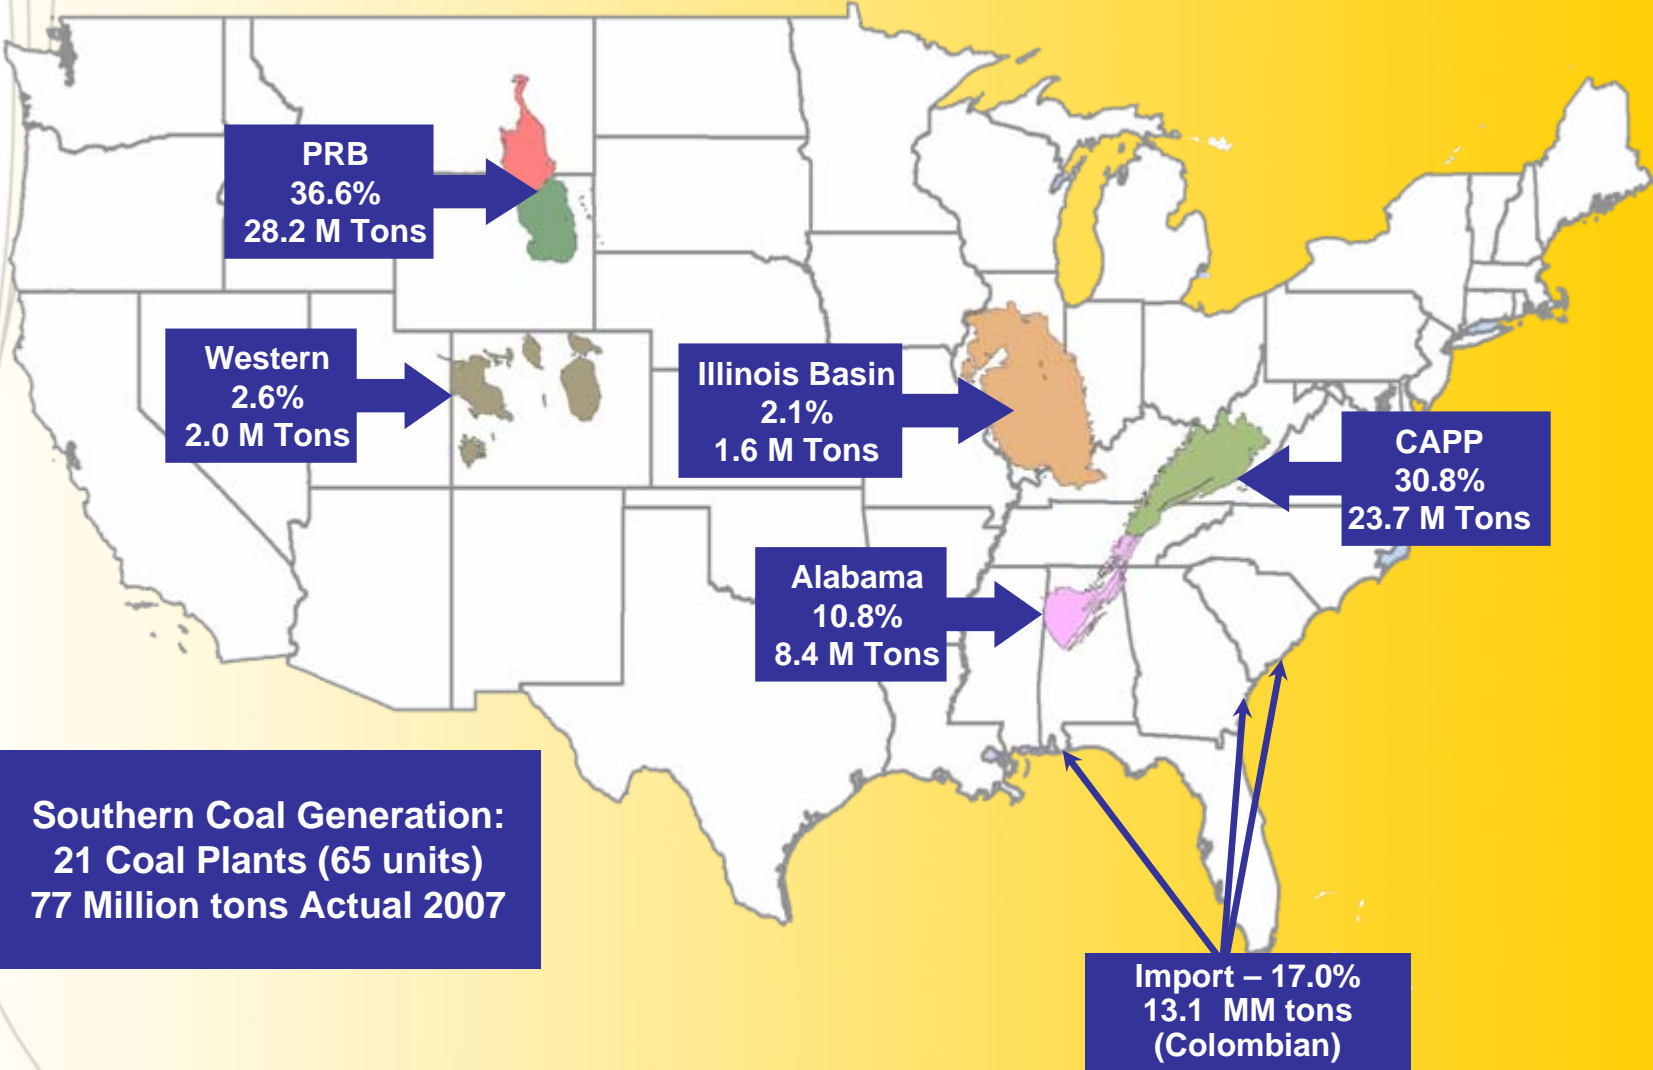 PRB
36.6%
28.2 M Tons
Western
2.6%
2.0 M Tons
Illinois Basin
2.1%
1.6 M Tons
CAPP
30.8%
23.7 M Tons
Alabama
10.8%
8.4 M Tons
Southern Coal Generation:
21 Coal Plants (65 units)
77 Million tons Actual 2007
Import – 17.0%
13.1 MM tons
(Colombian)